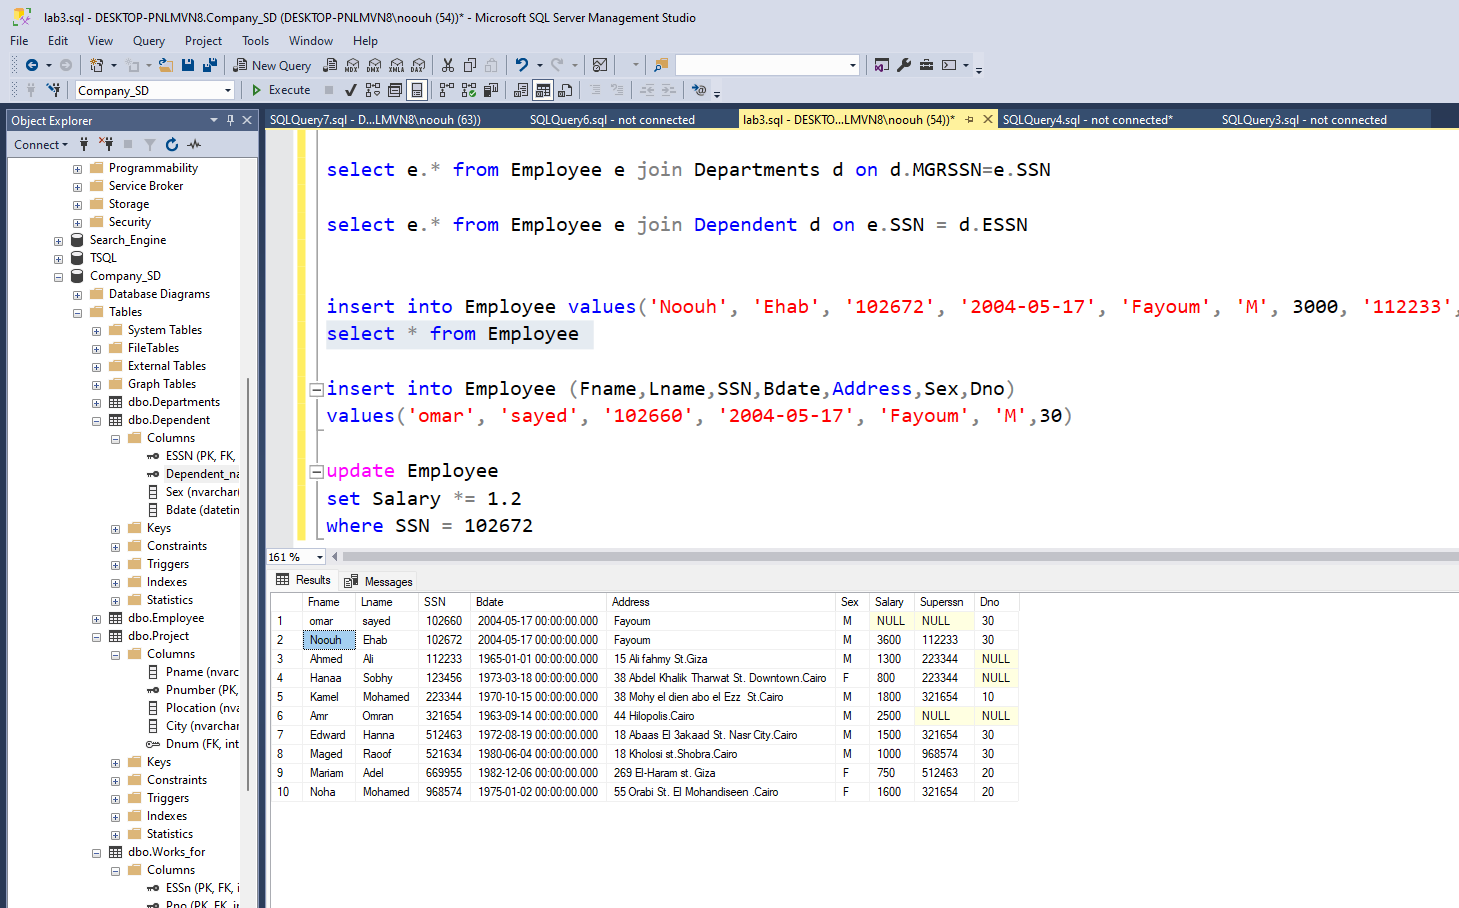 lab3.sql - DESKTOP-PNLMVN8.Company_SD (DESKTOP-PNLMVN8\noouh (54))* - Microsoft SQL Server Management Studio
File Edit View Query Project Tools Window Help
New Query MDX DMX XMLA DAX
Company_SD Execute
Object Explorer
Connect
Programmability
Service Broker
Storage
Security
Search_Engine
TSQL
Company_SD
Database Diagrams
Tables
System Tables
FileTables
External Tables
Graph Tables
dbo.Departments
dbo.Dependent
Columns
ESSN (PK, FK,
Dependent_na
Sex (nvarchar(
Bdate (datetin
Keys
Constraints
Triggers
Indexes
Statistics
dbo.Employee
dbo.Project
Columns
Pname (nvarc
Pnumber (PK,
Plocation (nva
City (nvarchar
Dnum (FK, int
Keys
Constraints
Triggers
Indexes
Statistics
dbo.Works_for
Columns
ESSn (PK, FK, i
Pno (PK, FK, in
SQLQuery7.sql - D...LMVN8\noouh (63)) SQLQuery6.sql - not connected lab3.sql - DESKTO...LMVN8\noouh (54))* SQLQuery4.sql - not connected* SQLQuery3.sql - not connected
select e.* from Employee e join Departments d on d.MGRSSN=e.SSN
select e.* from Employee e join Dependent d on e.SSN = d.ESSN
insert into Employee values('Noouh', 'Ehab', '102672', '2004-05-17', 'Fayoum', 'M', 3000, '112233',
select * from Employee
insert into Employee (Fname,Lname,SSN,Bdate,Address,Sex,Dno)
values('omar', 'sayed', '102660', '2004-05-17', 'Fayoum', 'M',30)
update Employee
set Salary *= 1.2
where SSN = 102672
161 %
Results Messages
Fname Lname SSN Bdate Address Sex Salary Superssn Dno
1 omar sayed 102660 2004-05-17 00:00:00.000 Fayoum M NULL NULL 30
2 Noouh Ehab 102672 2004-05-17 00:00:00.000 Fayoum M 3600 112233 30
3 Ahmed Ali 112233 1965-01-01 00:00:00.000 15 Ali fahmy St.Giza M 1300 223344 NULL
4 Hanaa Sobhy 123456 1973-03-18 00:00:00.000 38 Abdel Khalik Tharwat St. Downtown.Cairo F 800 223344 NULL
5 Kamel Mohamed 223344 1970-10-15 00:00:00.000 38 Mohy el dien abo el Ezz St.Cairo M 1800 321654 10
6 Amr Omran 321654 1963-09-14 00:00:00.000 44 Hilopolis.Cairo M 2500 NULL NULL
7 Edward Hanna 512463 1972-08-19 00:00:00.000 18 Abaas El 3akaad St. Nasr City.Cairo M 1500 321654 30
8 Maged Raoof 521634 1980-06-04 00:00:00.000 18 Kholosi st.Shobra.Cairo M 1000 968574 30
9 Mariam Adel 669955 1982-12-06 00:00:00.000 269 El-Haram st. Giza F 750 512463 20
10 Noha Mohamed 968574 1975-01-02 00:00:00.000 55 Orabi St. El Mohandiseen .Cairo F 1600 321654 20